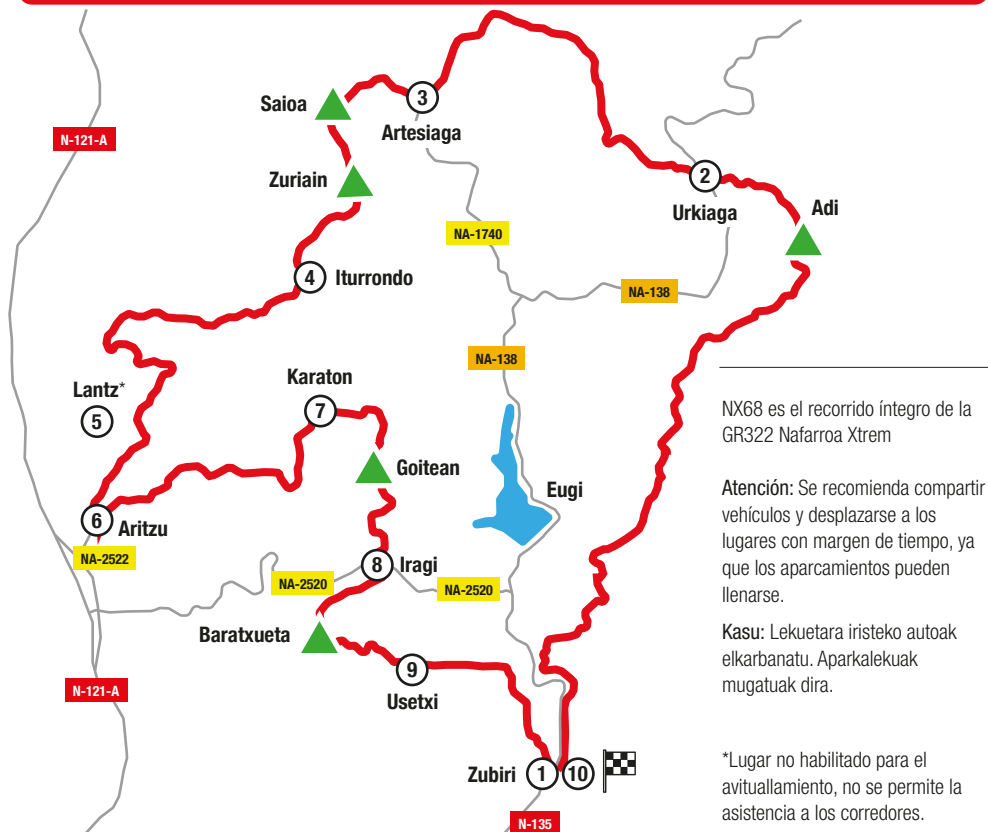 Saioa
3
Artesiaga
N-121-A
Zuriain
2
Urkiaga
Adi
NA-1740
4
Iturrondo
NA-138
NA-138
Karaton
7
Lantz*
5
Goitean
Eugi
6
Aritzu
NA-2522
8
Iragi
NA-2520
NA-2520
Baratxueta
9
Usetxi
N-121-A
Zubiri
1
10
N-135
NX68 es el recorrido íntegro de la
GR322 Nafarroa Xtrem
Atención: Se recomienda compartir
vehículos y desplazarse a los
lugares con margen de tiempo, ya
que los aparcamientos pueden
llenarse.
Kasu: Lekuetara iristeko autoak
elkarbanatu. Aparkalekuak
mugatuak dira.
*Lugar no habilitado para el
avituallamiento, no se permite la
asistencia a los corredores.